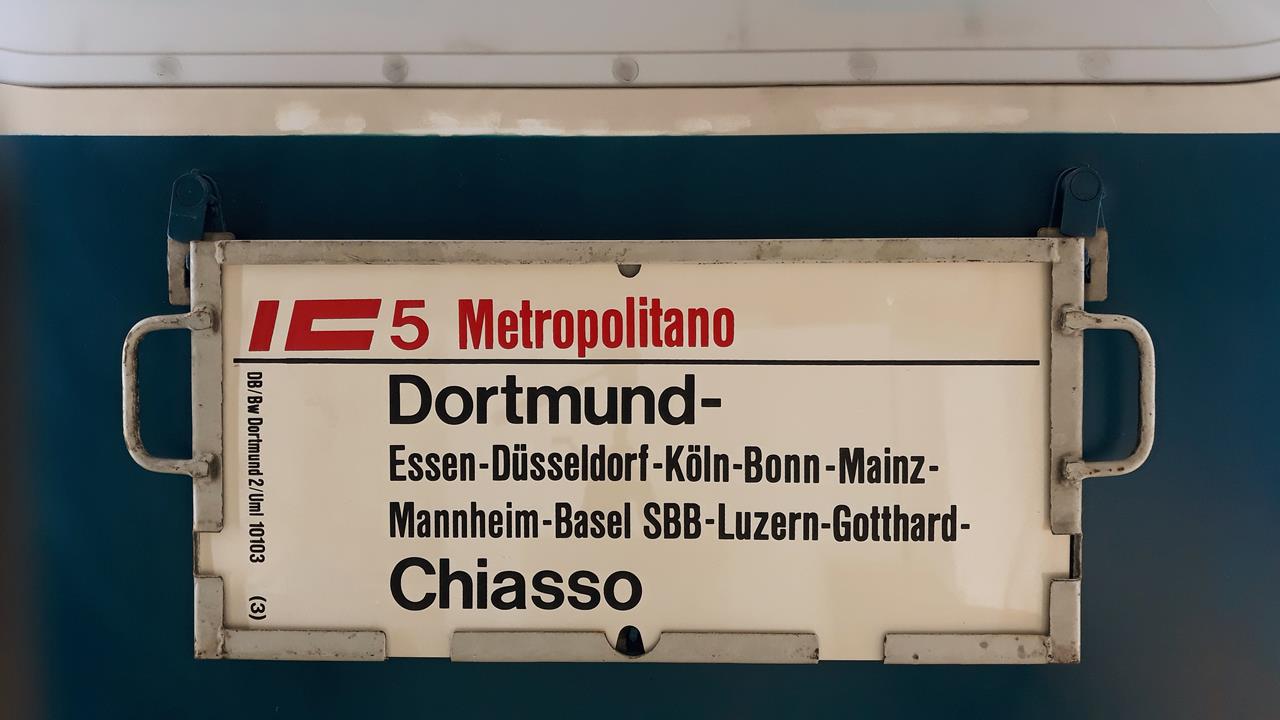 IC 5 Metropolitano
Dortmund-
Essen-Düsseldorf-Köln-Bonn-Mainz-
Mannheim-Basel SBB-Luzern-Gotthard-
Chiasso
DB/Bw Dortmund 2/Uml 10103 (3)